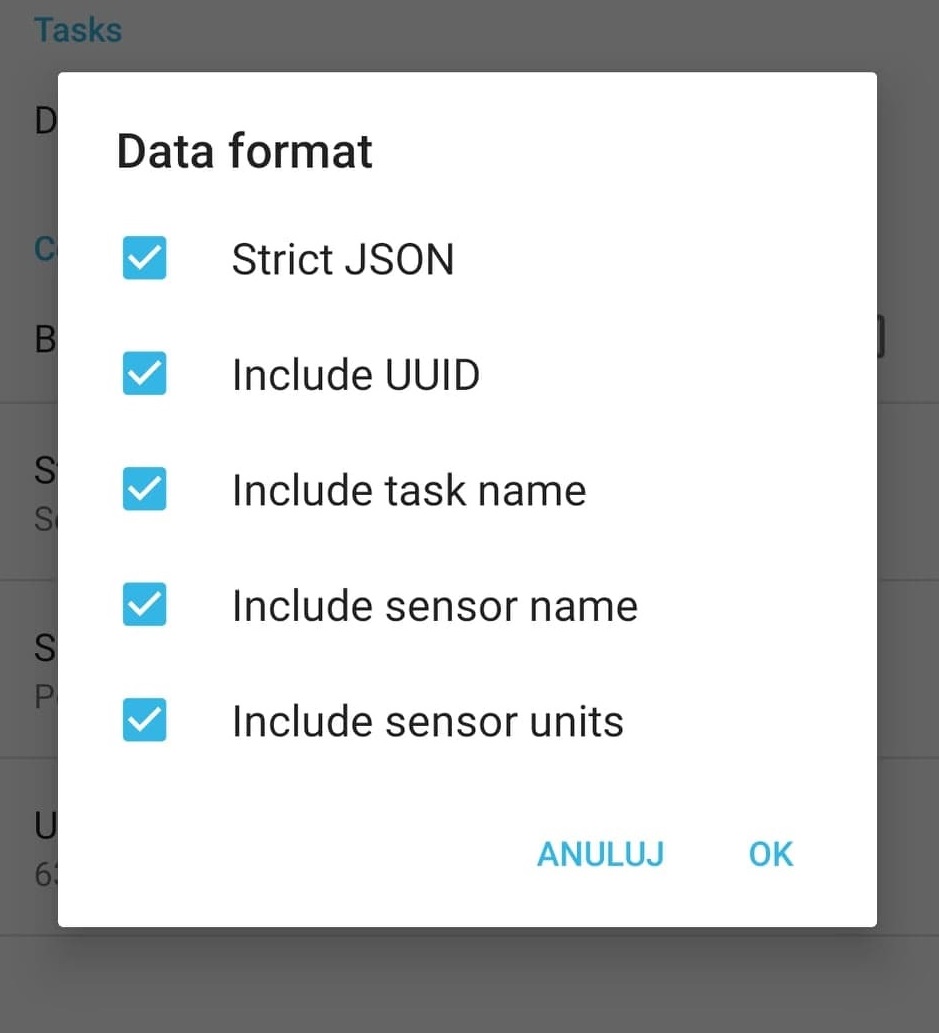 Tasks
Data format
Strict JSON
Include UUID
Include task name
Include sensor name
Include sensor units
ANULUJ OK